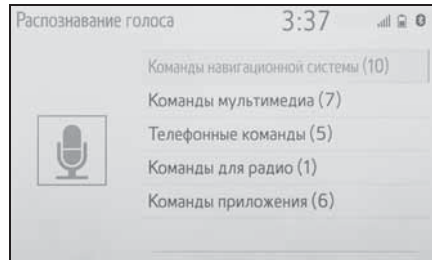 Распознавание голоса 3:37
Команды навигационной системы (10)
Команды мультимедиа (7)
Телефонные команды (5)
Команды для радио (1)
Команды приложения (6)